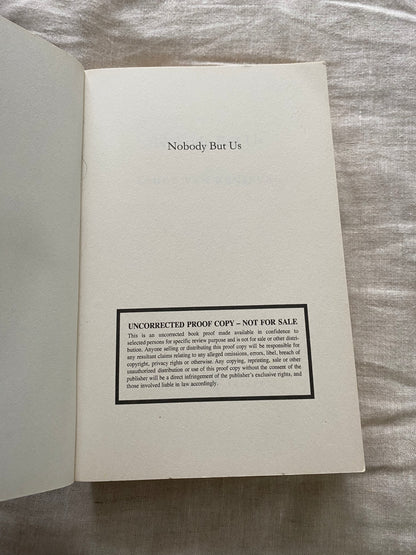 Nobody But Us
UNCORRECTED PROOF COPY – NOT FOR SALE
This is an uncorrected book proof made available in confidence to
selected persons for specific review purpose and is not for sale or other distri-
bution. Anyone selling or distributing this proof copy will be responsible for
any resultant claims relating to any alleged omissions, errors, libel, breach of
copyright, privacy rights or otherwise. Any copying, reprinting, sale or other
unauthorized distribution or use of this proof copy without the consent of the
publisher will be a direct infringement of the publisher's exclusive rights, and
those involved liable in law accordingly.